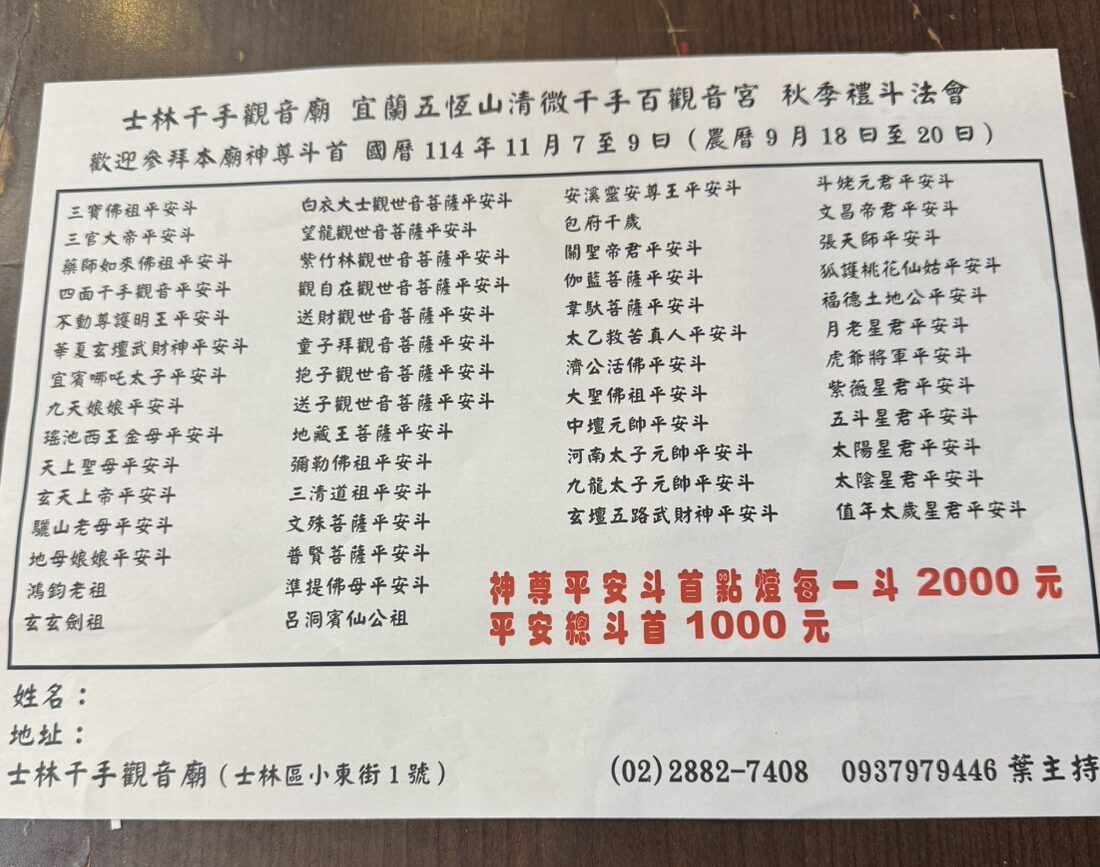 士林千手觀音廟 宜蘭五恆山清微千手百觀音宮 秋季禮斗法會
歡迎參拜本廟神尊斗首 國曆 114 年 11 月 7 至 9 日 (農曆 9 月 18 日至 20 日)
三寶佛祖平安斗
三官大帝平安斗
藥師如來佛祖平安斗
四面千手觀音平安斗
不動尊護明王平安斗
華夏玄壇武財神平安斗
宜賓哪吒太子平安斗
九天娘娘平安斗
瑤池西王金母平安斗
天上聖母平安斗
玄天上帝平安斗
驪山老母平安斗
地母娘娘平安斗
鴻鈞老祖
玄玄劍祖
白衣大士觀世音菩薩平安斗
望龍觀世音菩薩平安斗
紫竹林觀世音菩薩平安斗
觀自在觀世音菩薩平安斗
送財觀世音菩薩平安斗
童子拜觀音菩薩平安斗
抱子觀世音菩薩平安斗
送子觀世音菩薩平安斗
地藏王菩薩平安斗
彌勒佛祖平安斗
三清道祖平安斗
文殊菩薩平安斗
普賢菩薩平安斗
準提佛母平安斗
呂洞賓仙公祖
安溪靈安尊王平安斗
包府千歲
關聖帝君平安斗
伽藍菩薩平安斗
韋馱菩薩平安斗
太乙救苦真人平安斗
濟公活佛平安斗
大聖佛祖平安斗
中壇元帥平安斗
河南太子元帥平安斗
九龍太子元帥平安斗
玄壇五路武財神平安斗
斗姥元君平安斗
文昌帝君平安斗
張天師平安斗
狐護桃花仙姑平安斗
福德土地公平安斗
月老星君平安斗
虎爺將軍平安斗
紫薇星君平安斗
五斗星君平安斗
太陽星君平安斗
太陰星君平安斗
值年太歲星君平安斗
神尊平安斗首點燈每一斗 2000 元
平安總斗首 1000 元
姓名：
地址：
士林千手觀音廟 (士林區小東街 1 號) (02)2882-7408 0937979446 葉主持